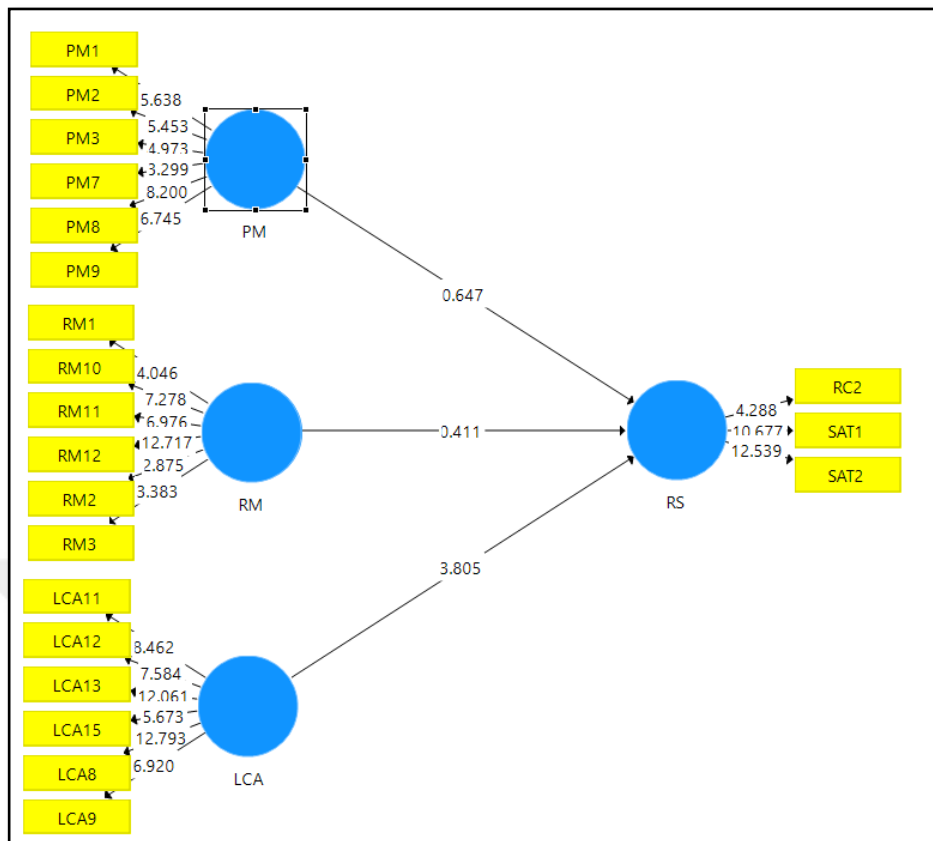 PM1
PM2
PM3
PM7
PM8
PM9
5.638
5.453
4.973
3.299
8.200
6.745
PM
0.647
RM1
RM10
RM11
RM12
RM2
RM3
4.046
7.278
6.976
12.717
2.875
3.383
RM
0.411
RS
4.288
10.677
12.539
RC2
SAT1
SAT2
3.805
LCA11
LCA12
LCA13
LCA15
LCA8
LCA9
8.462
7.584
12.061
5.673
12.793
6.920
LCA